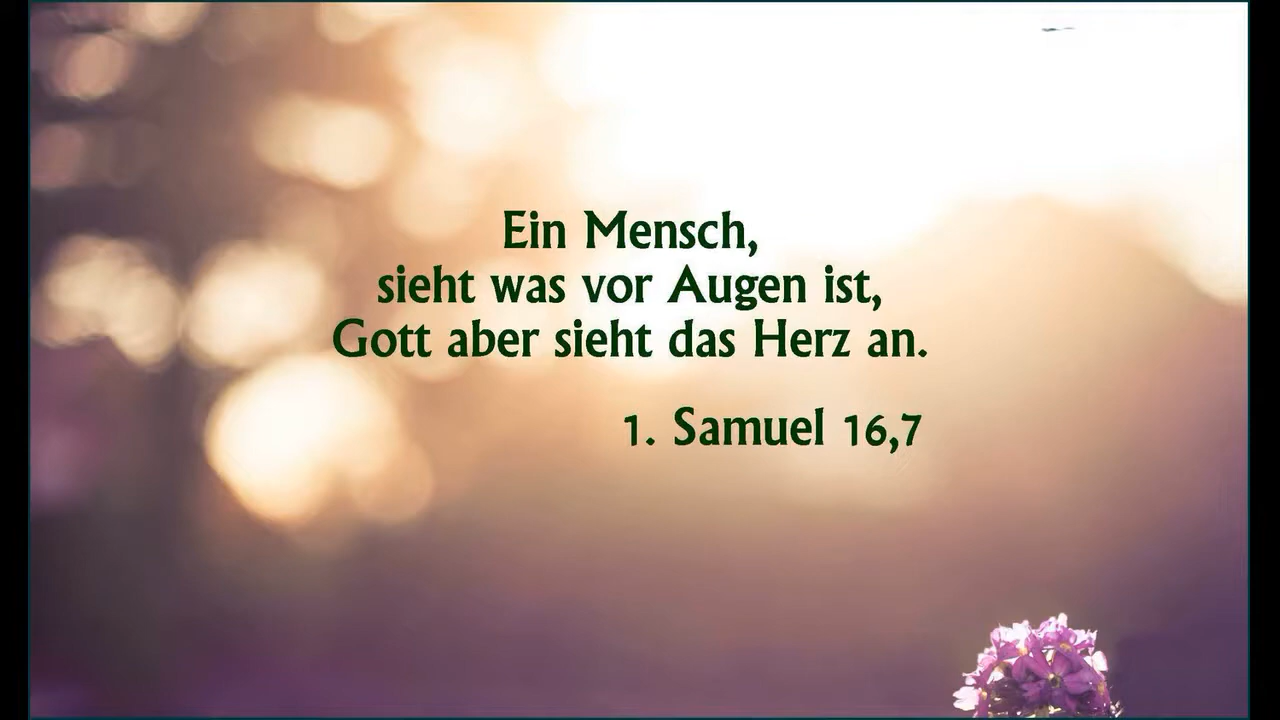 Ein Mensch,
sieht was vor Augen ist,
Gott aber sieht das Herz an.
1. Samuel 16,7